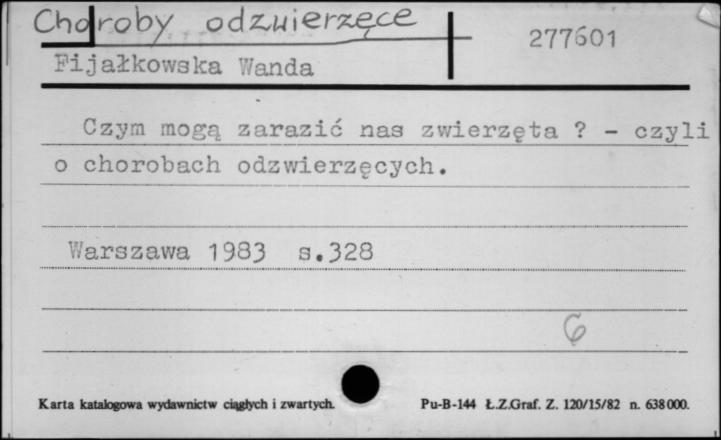 Choroby odzwierzęce
277601
Fijałkowska Wanda
Czym mogą zarazić nas zwierzęta ? - czyli
o chorobach odzwierzęcych.
Warszawa 1983 s.328
6
Karta katalogowa wydawnictw ciągłych i zwartych.
Pu-B-144 Ł.Z.Graf. Z. 120/15/82 n. 638000.